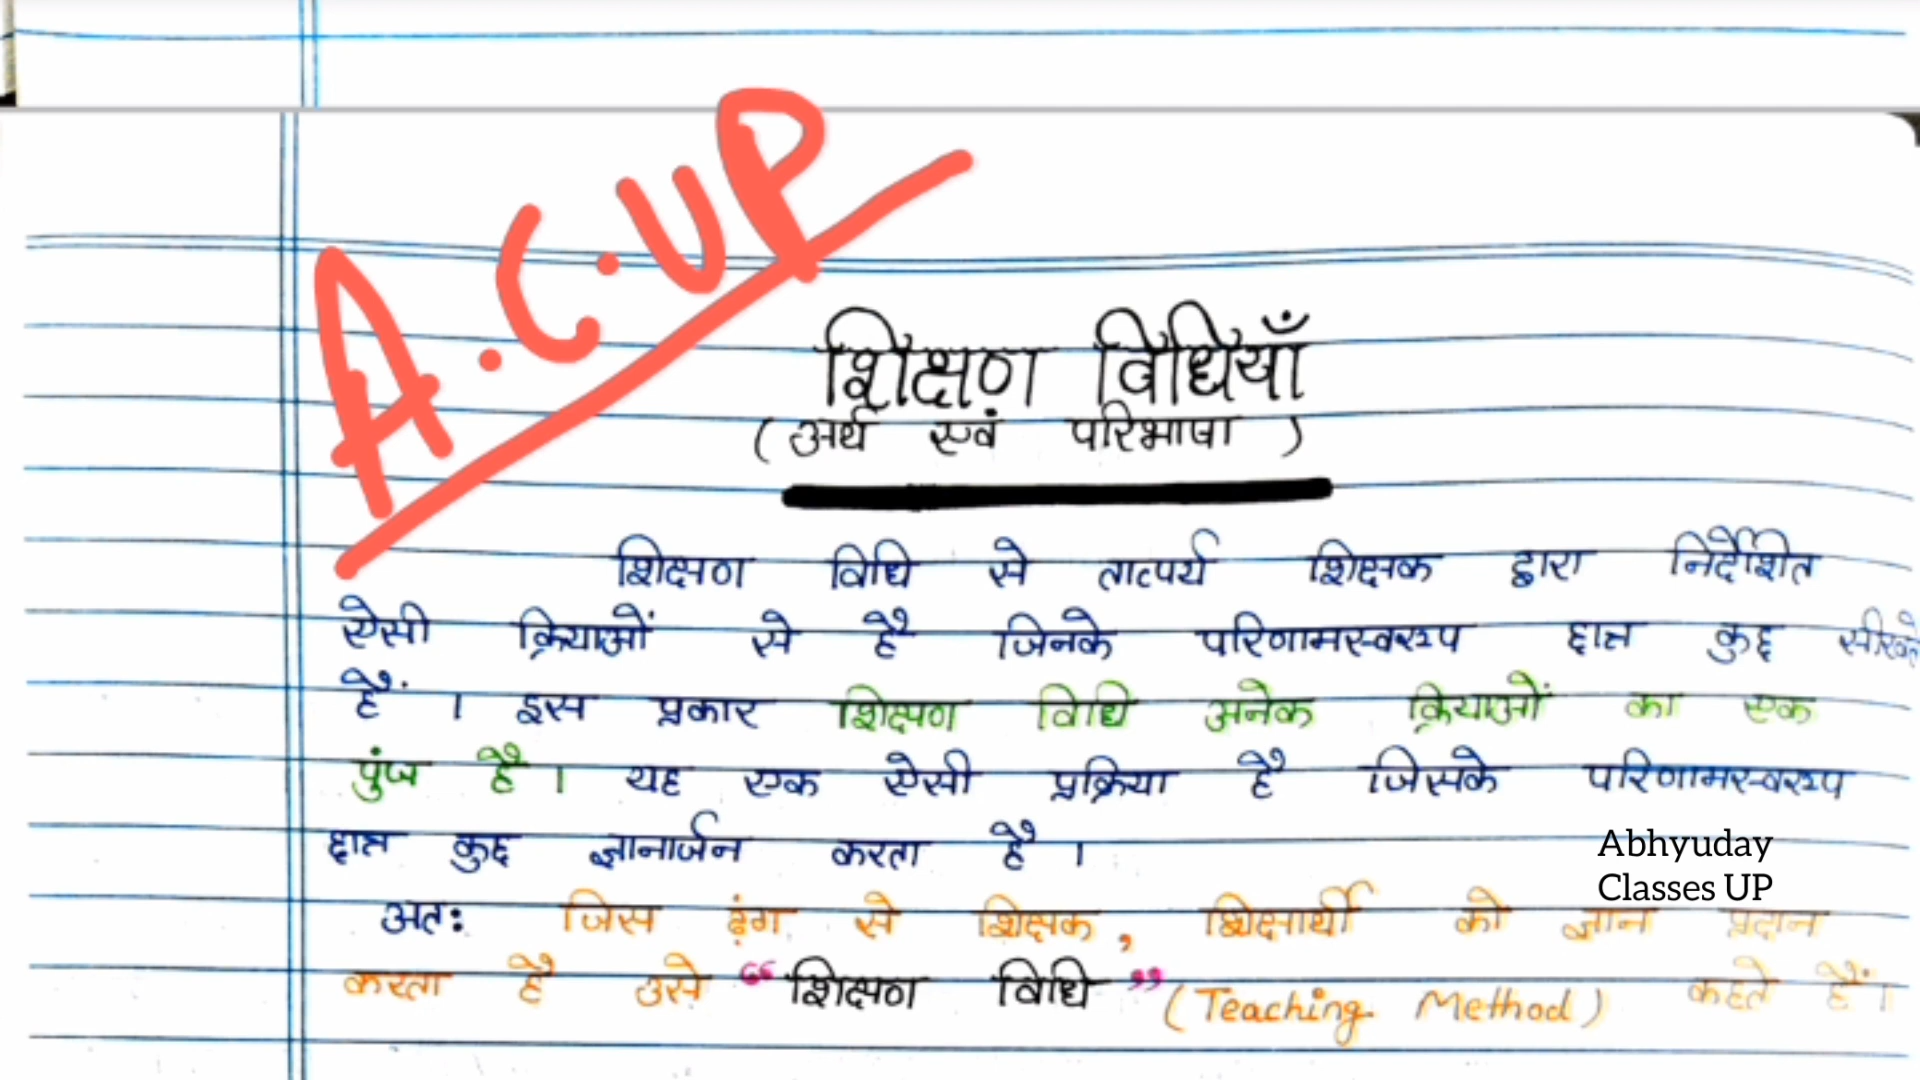 A.C.UP
शिक्षण विधियाँ
(अर्थ एवं परिभाषा)
शिक्षण विधि से तात्पर्य शिक्षक द्वारा निर्देशित
ऐसी क्रियाओं से है जिनके परिणामस्वरूप छात्र कुछ सीखते
हैं। इस प्रकार शिक्षण विधि अनेक क्रियाओं का एक
पुंज है। यह एक ऐसी प्रक्रिया है जिसके परिणामस्वरूप
छात्र कुछ ज्ञानार्जन करता है।
Abhyuday
Classes UP
अतः जिस ढ़ंग से शिक्षक, शिक्षार्थी को ज्ञान प्रदान
करता है उसे “शिक्षण विधि” (Teaching Method) कहते हैं।